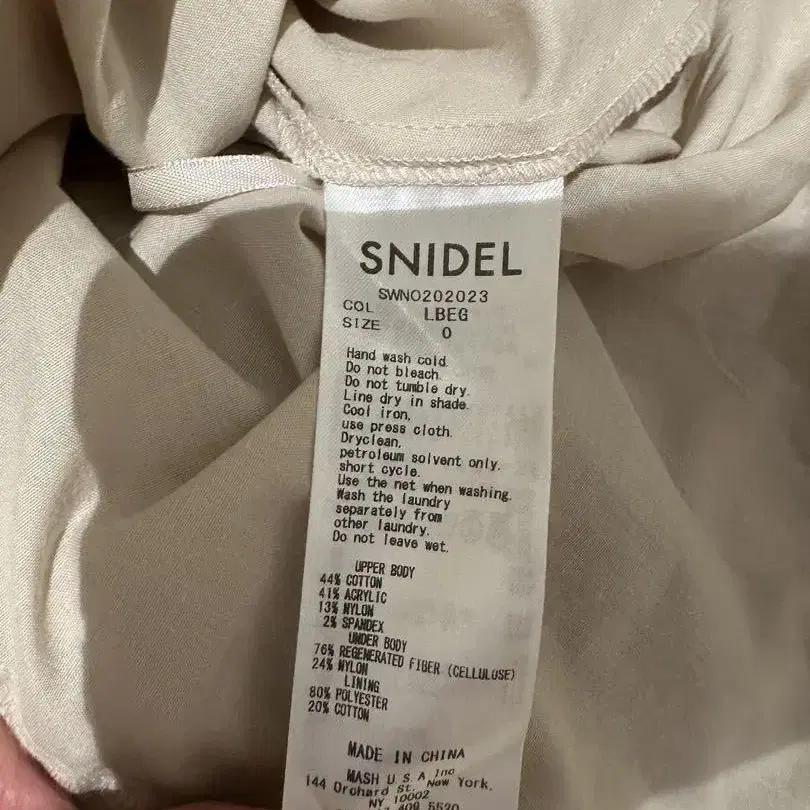 SNIDEL
SWNO202023
COL LBEG
SIZE 0
Hand wash cold.
Do not bleach.
Do not tumble dry.
Line dry in shade.
Cool iron,
use press cloth.
Dryclean,
petroleum solvent only.
short cycle.
Use the net when washing.
Wash the laundry
separately from
other laundry.
Do not leave wet.
UPPER BODY
44% COTTON
41% ACRYLIC
13% NYLON
2% SPANDEX
UNDER BODY
76% REGENERATED FIBER (CELLULOSE)
24% NYLON
LINING
80% POLYESTER
20% COTTON
MADE IN CHINA
MASH U.S.A Inc
144 Orchard St. New York,
NY 10002
409 5520